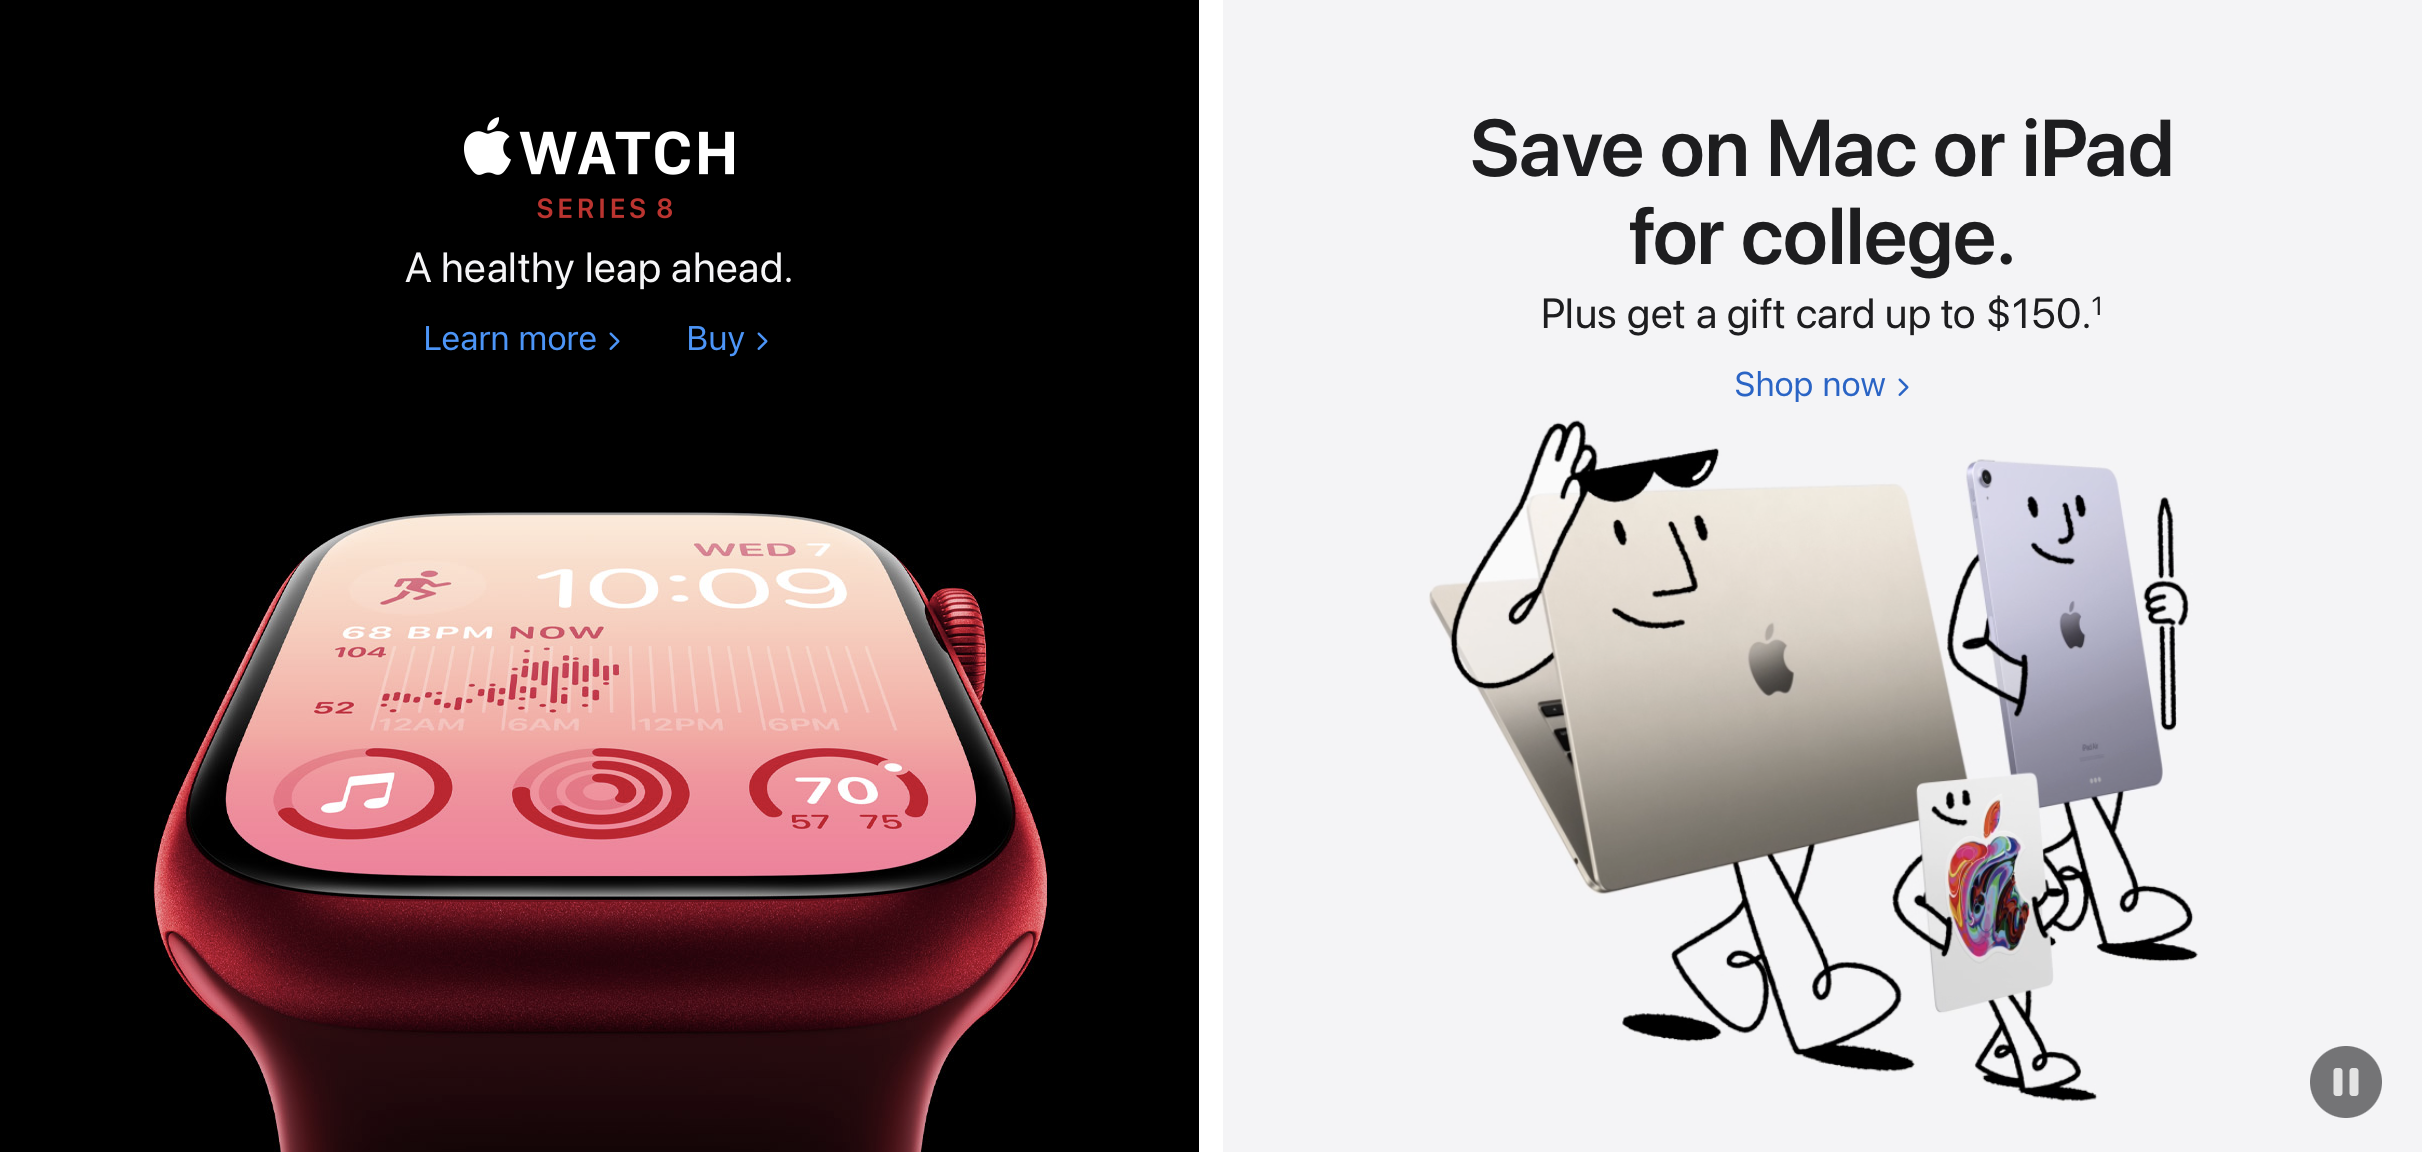 WATCH
SERIES 8
A healthy leap ahead.
Learn more >
Buy >
WED 7
10:09
68 BPM NOW
104
52
12AM 6AM 12PM 6PM
70
57 75
Save on Mac or iPad
for college.
Plus get a gift card up to $150.¹
Shop now >